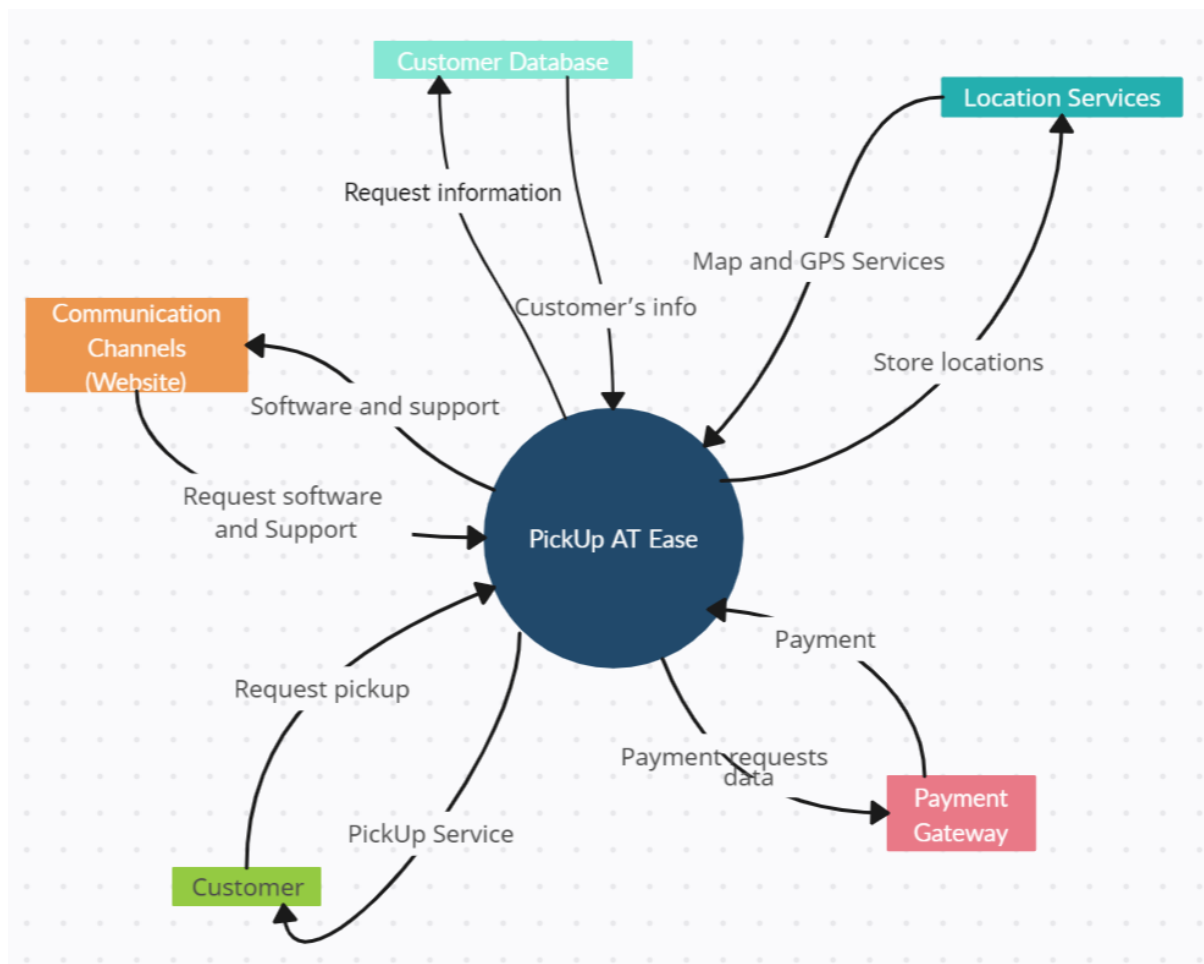 Customer Database
Location Services
Request information
Map and GPS Services
Customer’s info
Communication
Channels
(Website)
Store locations
Software and support
Request software
and Support
PickUp AT Ease
Payment
Request pickup
Payment requests
data
Payment
Gateway
PickUp Service
Customer